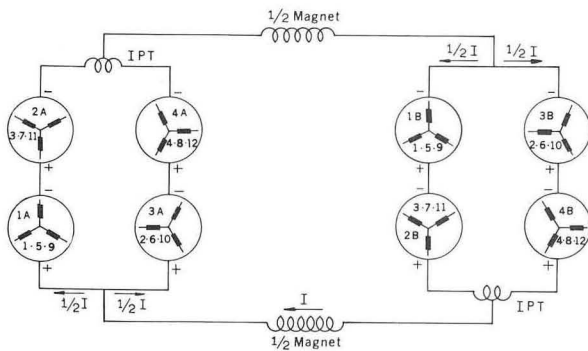 1/2 Magnet
IPT
1/2 I
1/2 I
−
−
−
−
2A
3·7·11
4A
4·8·12
1B
1·5·9
3B
2·6·10
+
+
+
+
−
−
−
−
1A
1·5·9
3A
2·6·10
3·7·11
2B
4B
4·8·12
+
+
+
+
1/2 I
1/2 I
I
IPT
1/2 Magnet